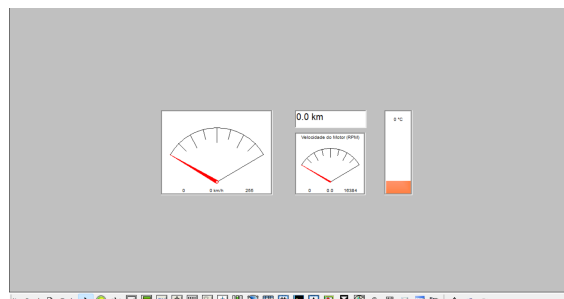 0.0 km
0 °C
Velocidade do Motor (RPM)
0 0 km/h 255
0 0.0 16384